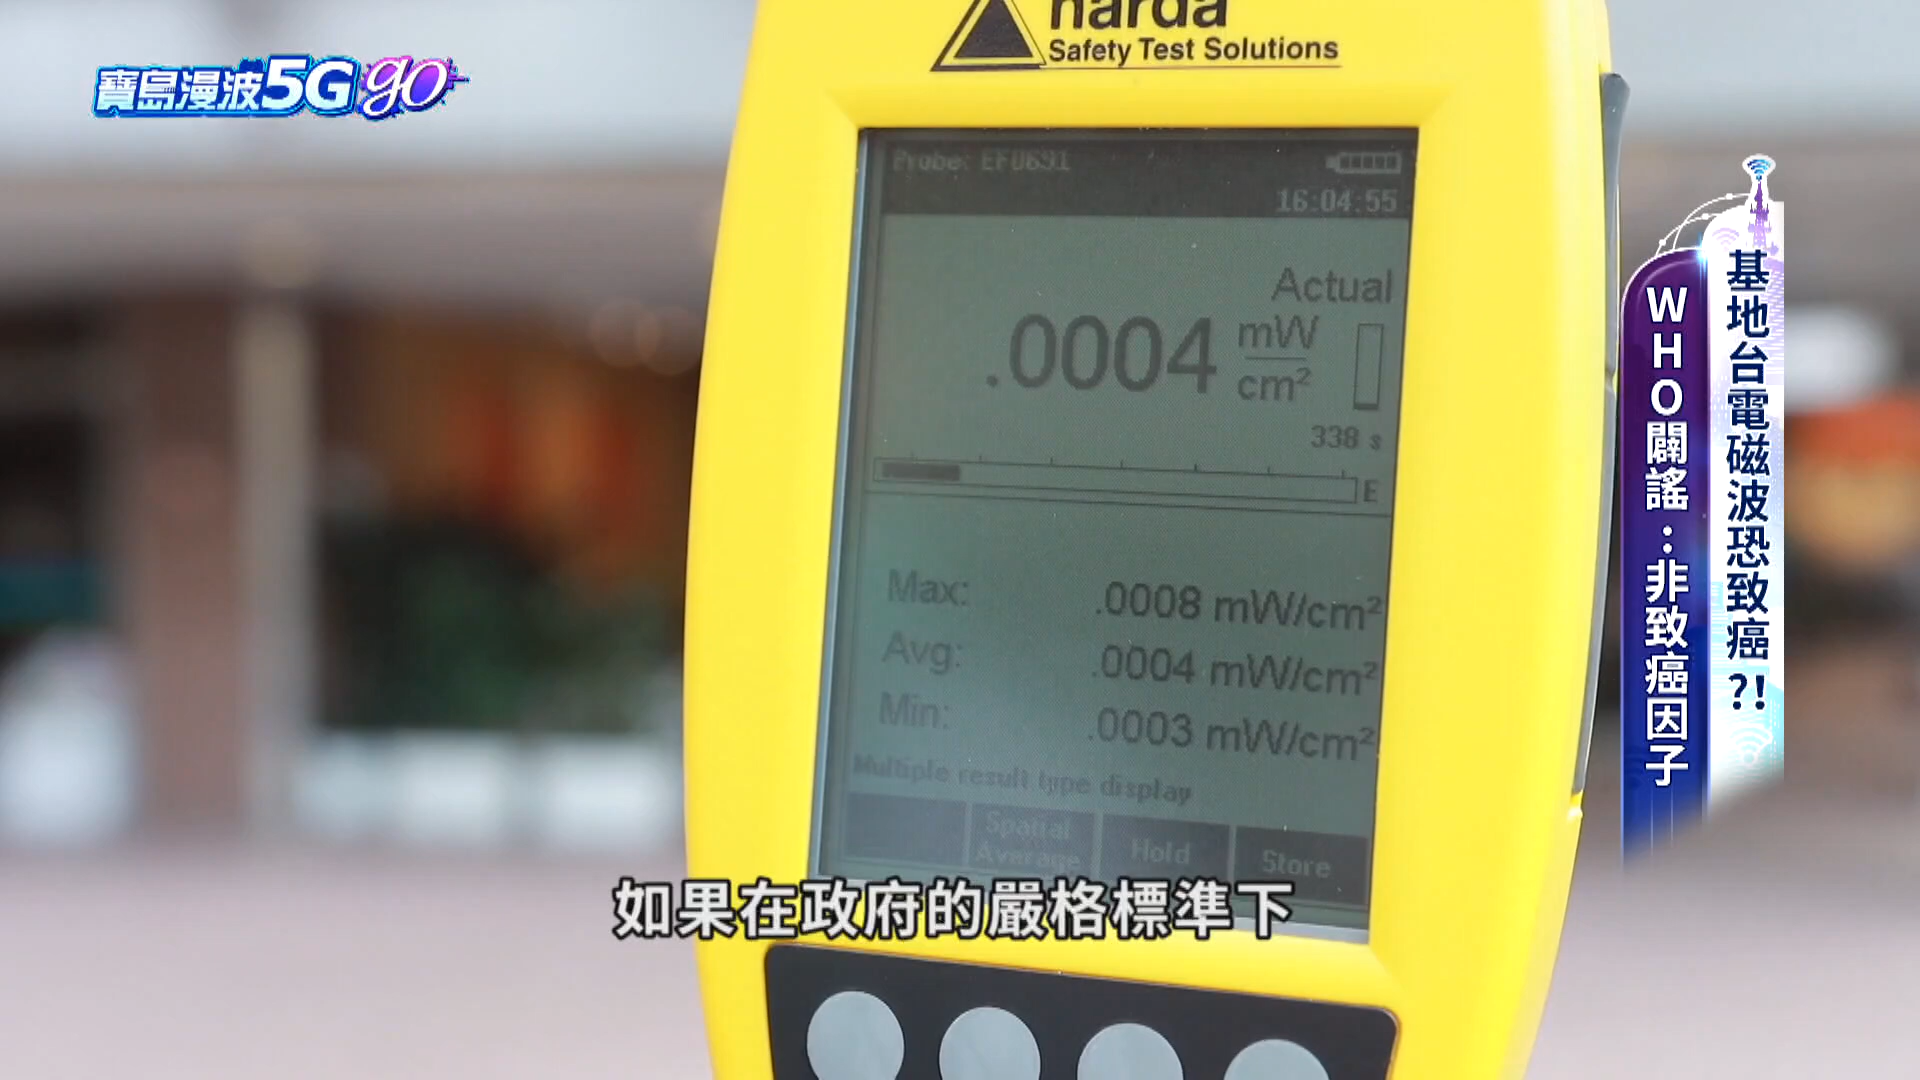 寶島漫波5Ggo
narda
Safety Test Solutions
Probe: EF0691
16:04:55
Actual
.0004 mW/cm²
338 s
E
Max: .0008 mW/cm²
Avg: .0004 mW/cm²
Min: .0003 mW/cm²
Multiple result type display
Spatial
Average
Hold
Store
基地台電磁波恐致癌?!
WHO闢謠：非致癌因子
如果在政府的嚴格標準下